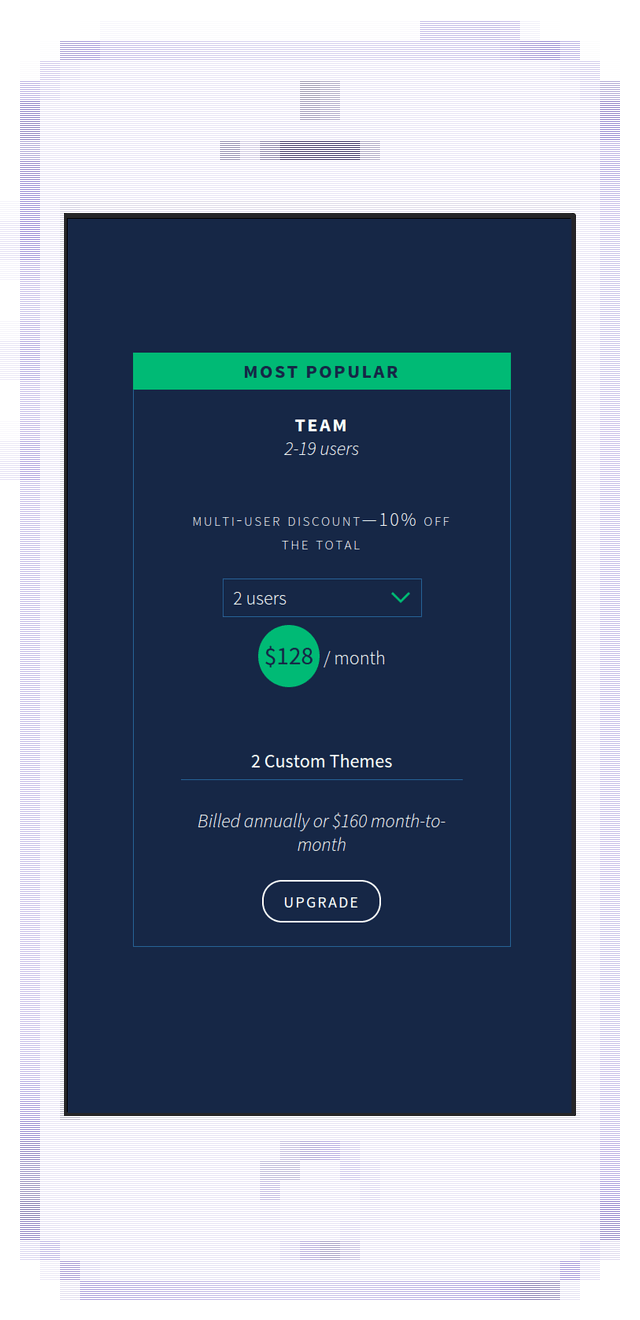 MOST POPULAR
TEAM
2-19 users
MULTI-USER DISCOUNT—10% OFF
THE TOTAL
2 users
$128 / month
2 Custom Themes
Billed annually or $160 month-to-
month
UPGRADE